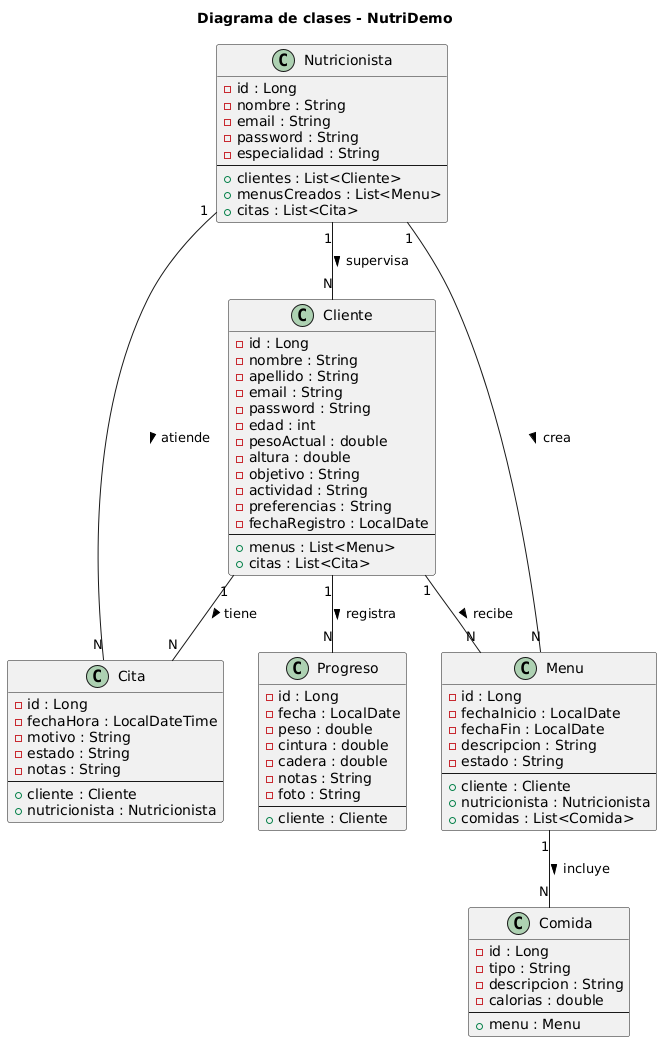 Diagrama de clases - NutriDemo
C Nutricionista
id : Long
nombre : String
email : String
password : String
especialidad : String
clientes : List<Cliente>
menusCreados : List<Menu>
citas : List<Cita>
1
1
1
supervisa
N
C Cliente
id : Long
nombre : String
apellido : String
email : String
password : String
edad : int
pesoActual : double
altura : double
objetivo : String
actividad : String
preferencias : String
fechaRegistro : LocalDate
menus : List<Menu>
citas : List<Cita>
atiende
crea
1
1
1
tiene
registra
recibe
N
N
N
N
N
C Cita
id : Long
fechaHora : LocalDateTime
motivo : String
estado : String
notas : String
cliente : Cliente
nutricionista : Nutricionista
C Progreso
id : Long
fecha : LocalDate
peso : double
cintura : double
cadera : double
notas : String
foto : String
cliente : Cliente
C Menu
id : Long
fechaInicio : LocalDate
fechaFin : LocalDate
descripcion : String
estado : String
cliente : Cliente
nutricionista : Nutricionista
comidas : List<Comida>
1
incluye
N
C Comida
id : Long
tipo : String
descripcion : String
calorias : double
menu : Menu